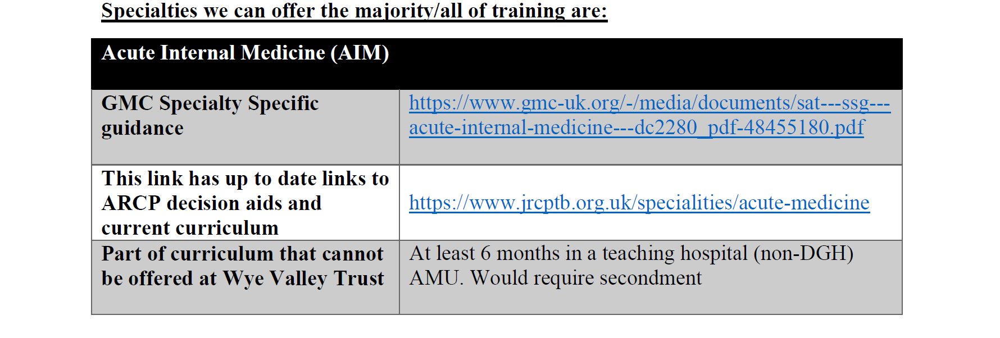 Specialties we can offer the majority/all of training are:
Acute Internal Medicine (AIM)
GMC Specialty Specific
guidance
https://www.gmc-uk.org/-/media/documents/sat---ssg---
acute-internal-medicine---dc2280_pdf-48455180.pdf
This link has up to date links to
ARCP decision aids and
current curriculum
https://www.jrcptb.org.uk/specialities/acute-medicine
Part of curriculum that cannot
be offered at Wye Valley Trust
At least 6 months in a teaching hospital (non-DGH)
AMU. Would require secondment